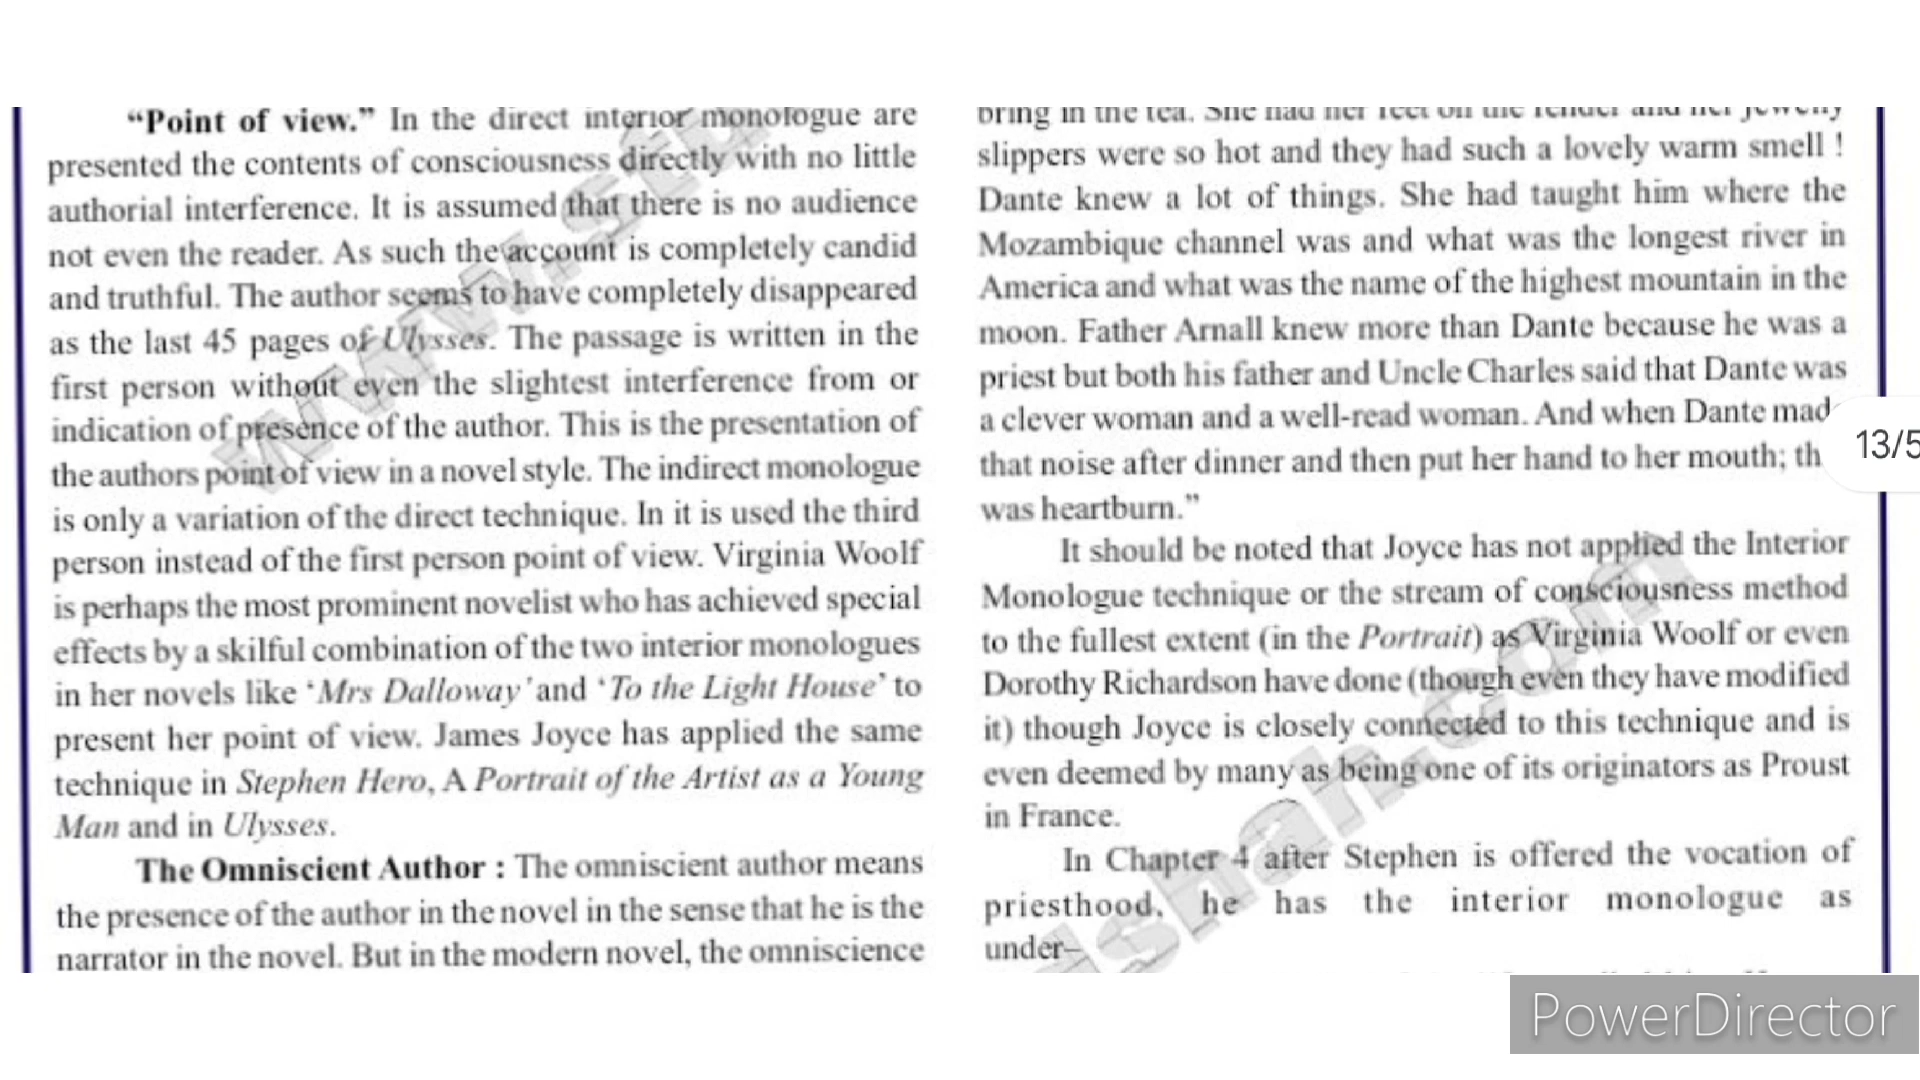 “Point of view.” In the direct interior monologue are
presented the contents of consciousness directly with no little
authorial interference. It is assumed that there is no audience
not even the reader. As such the account is completely candid
and truthful. The author seems to have completely disappeared
as the last 45 pages of Ulysses. The passage is written in the
first person without even the slightest interference from or
indication of presence of the author. This is the presentation of
the authors point of view in a novel style. The indirect monologue
is only a variation of the direct technique. In it is used the third
person instead of the first person point of view. Virginia Woolf
is perhaps the most prominent novelist who has achieved special
effects by a skilful combination of the two interior monologues
in her novels like ‘Mrs Dalloway’ and ‘To the Light House’ to
present her point of view. James Joyce has applied the same
technique in Stephen Hero, A Portrait of the Artist as a Young
Man and in Ulysses.
The Omniscient Author : The omniscient author means
the presence of the author in the novel in the sense that he is the
narrator in the novel. But in the modern novel, the omniscience
bring in the tea. She had her feet on the fender and her jewelly
slippers were so hot and they had such a lovely warm smell !
Dante knew a lot of things. She had taught him where the
Mozambique channel was and what was the longest river in
America and what was the name of the highest mountain in the
moon. Father Arnall knew more than Dante because he was a
priest but both his father and Uncle Charles said that Dante was
a clever woman and a well-read woman. And when Dante mad
that noise after dinner and then put her hand to her mouth; th
was heartburn.”
It should be noted that Joyce has not applied the Interior
Monologue technique or the stream of consciousness method
to the fullest extent (in the Portrait) as Virginia Woolf or even
Dorothy Richardson have done (though even they have modified
it) though Joyce is closely connected to this technique and is
even deemed by many as being one of its originators as Proust
in France.
In Chapter 4 after Stephen is offered the vocation of
priesthood, he has the interior monologue as
under–
13/5
PowerDirector